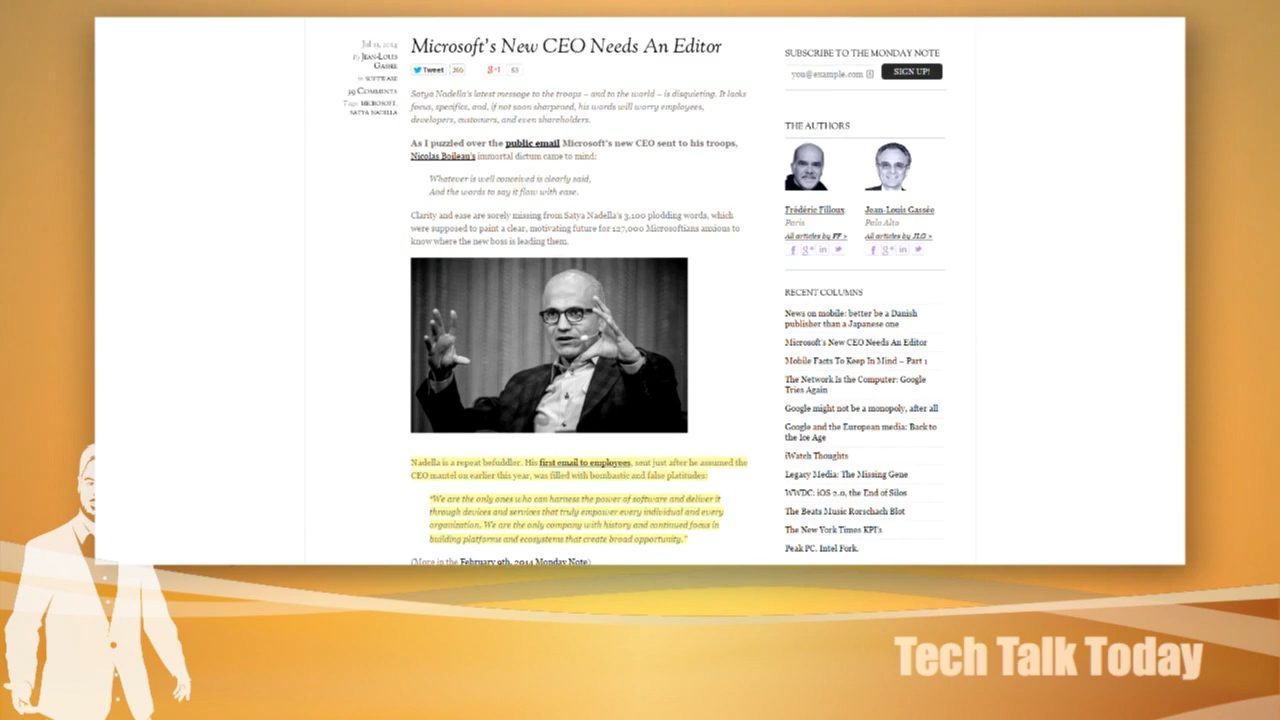 Jul 13, 2014
By JEAN-LOUIS
GASSÉE
in SOFTWARE
39 COMMENTS
Tags: MICROSOFT,
SATYA NADELLA
Microsoft's New CEO Needs An Editor
Tweet 266 g+1 63
Satya Nadella's latest message to the troops – and to the world – is disquieting. It lacks
focus, specifics, and, if not soon sharpened, his words will worry employees,
developers, customers, and even shareholders.
As I puzzled over the public email Microsoft's new CEO sent to his troops,
Nicolas Boileau's immortal dictum came to mind:
Whatever is well conceived is clearly said,
And the words to say it flow with ease.
Clarity and ease are sorely missing from Satya Nadella's 3,100 plodding words, which
were supposed to paint a clear, motivating future for 127,000 Microsoftians anxious to
know where the new boss is leading them.
Nadella is a repeat befuddler. His first email to employees, sent just after he assumed the
CEO mantel on earlier this year, was filled with bombastic and false platitudes:
"We are the only ones who can harness the power of software and deliver it
through devices and services that truly empower every individual and every
organization. We are the only company with history and continued focus in
building platforms and ecosystems that create broad opportunity."
(More in the February 9th, 2014 Monday Note)
SUBSCRIBE TO THE MONDAY NOTE
you@example.com SIGN UP!
THE AUTHORS
Frédéric Filloux Jean-Louis Gassée
Paris Palo Alto
All articles by FF » All articles by JLG »
f g+ in f g+ in
RECENT COLUMNS
News on mobile: better be a Danish
publisher than a Japanese one
Microsoft's New CEO Needs An Editor
Mobile Facts To Keep In Mind – Part 1
The Network Is the Computer: Google
Tries Again
Google might not be a monopoly, after all
Google and the European media: Back to
the Ice Age
iWatch Thoughts
Legacy Media: The Missing Gene
WWDC: iOS 2.0, the End of Silos
The Beats Music Rorschach Blot
The New York Times KPI's
Peak PC. Intel Fork.
Tech Talk Today